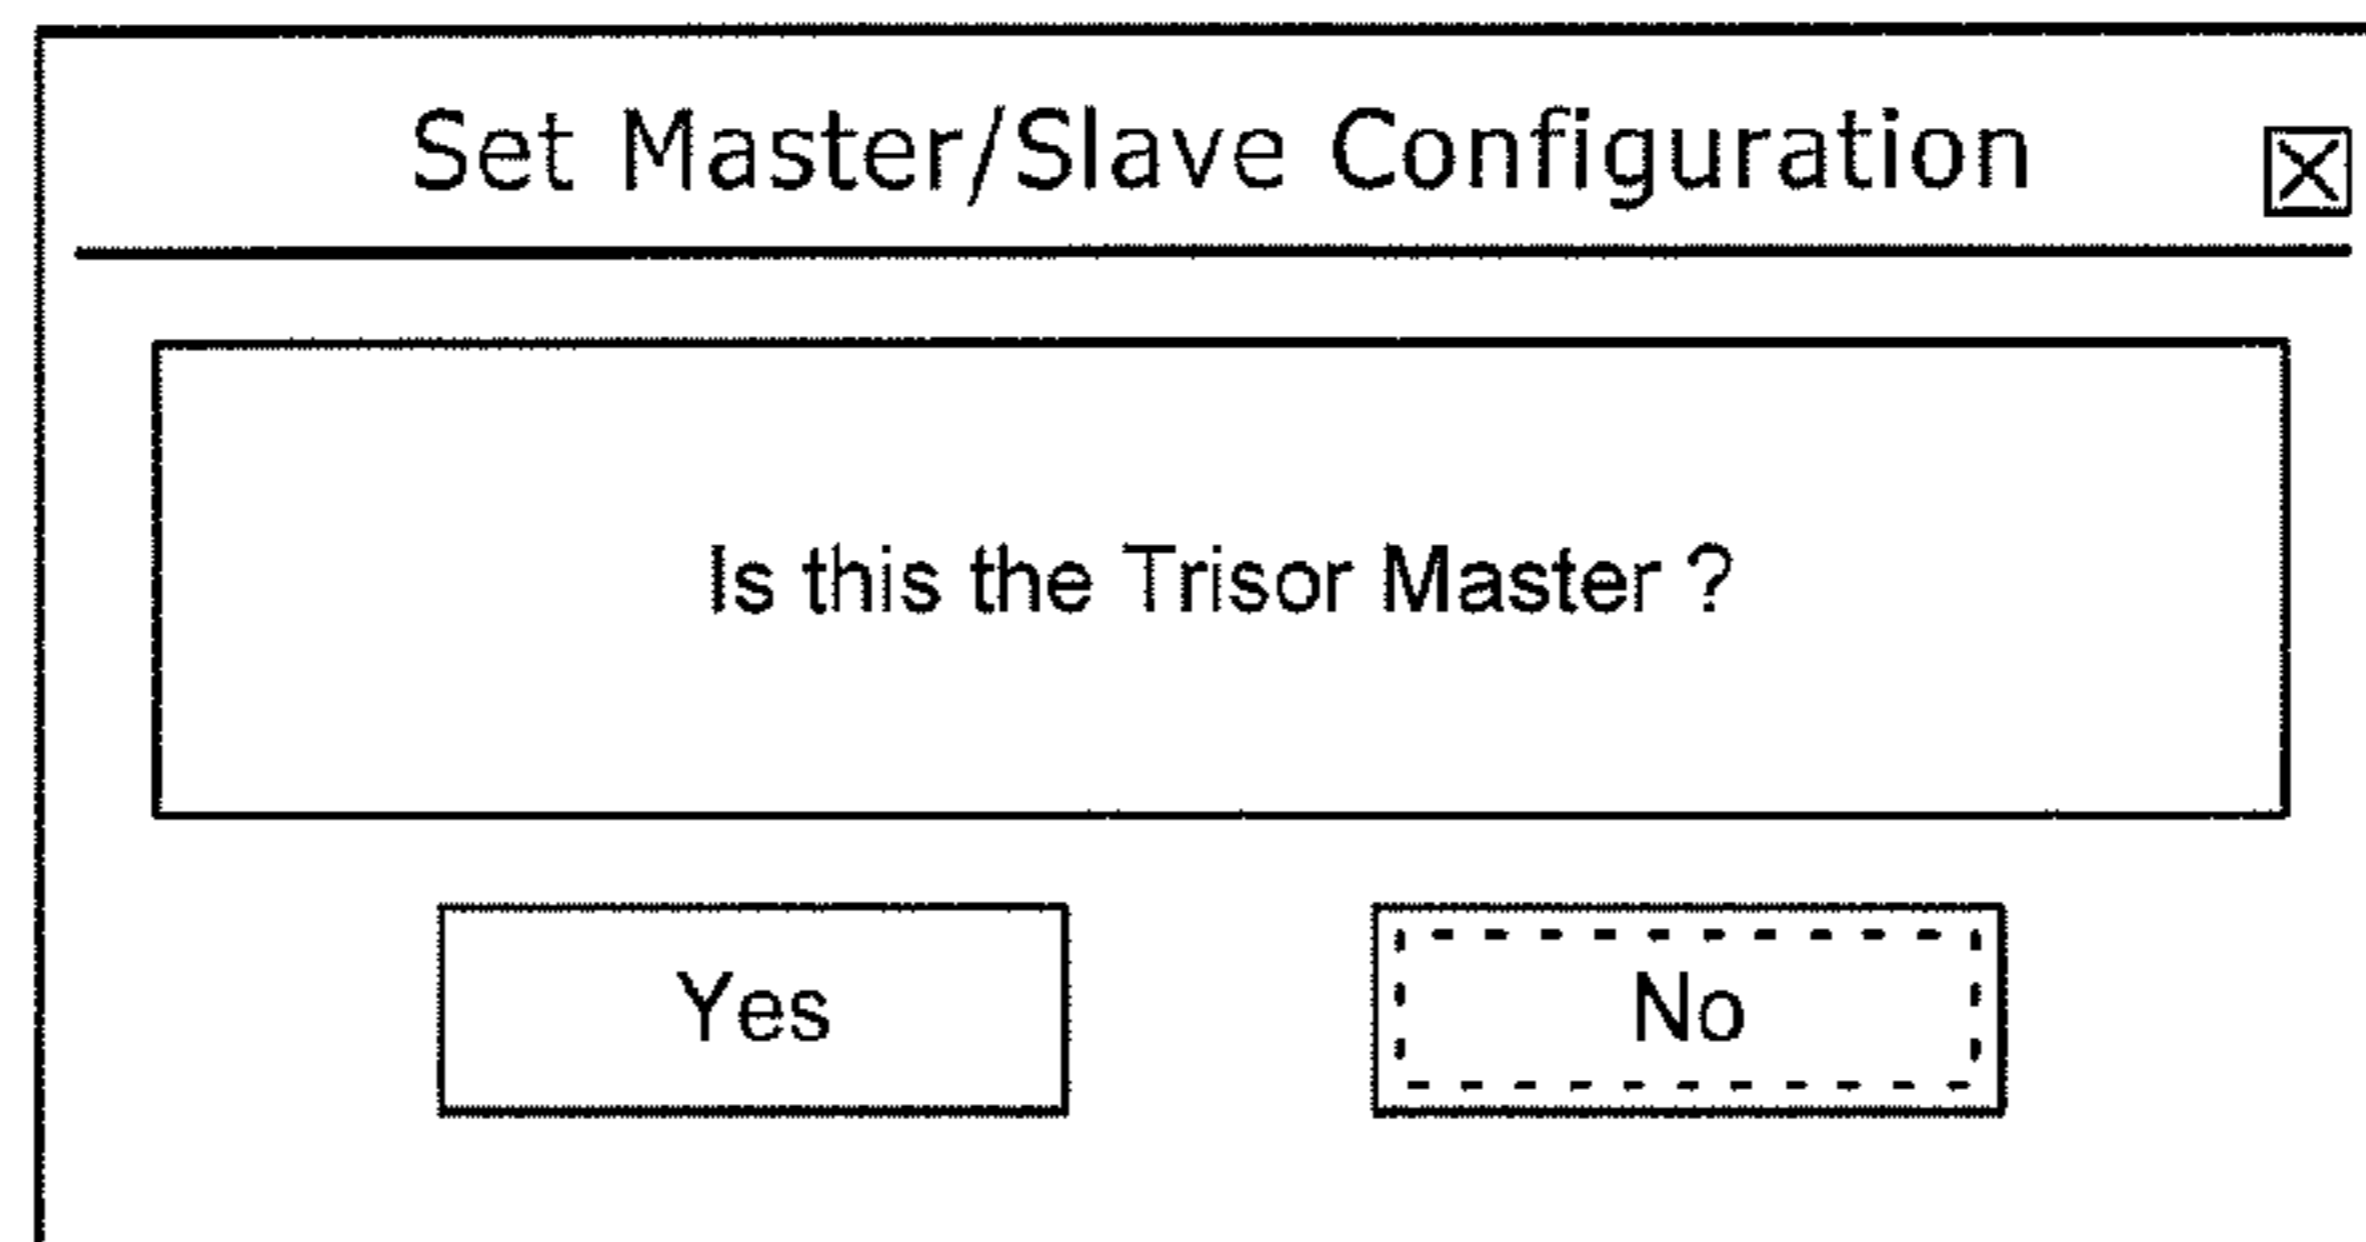 Set Master/Slave Configuration
Is this the Trisor Master ?
Yes
No